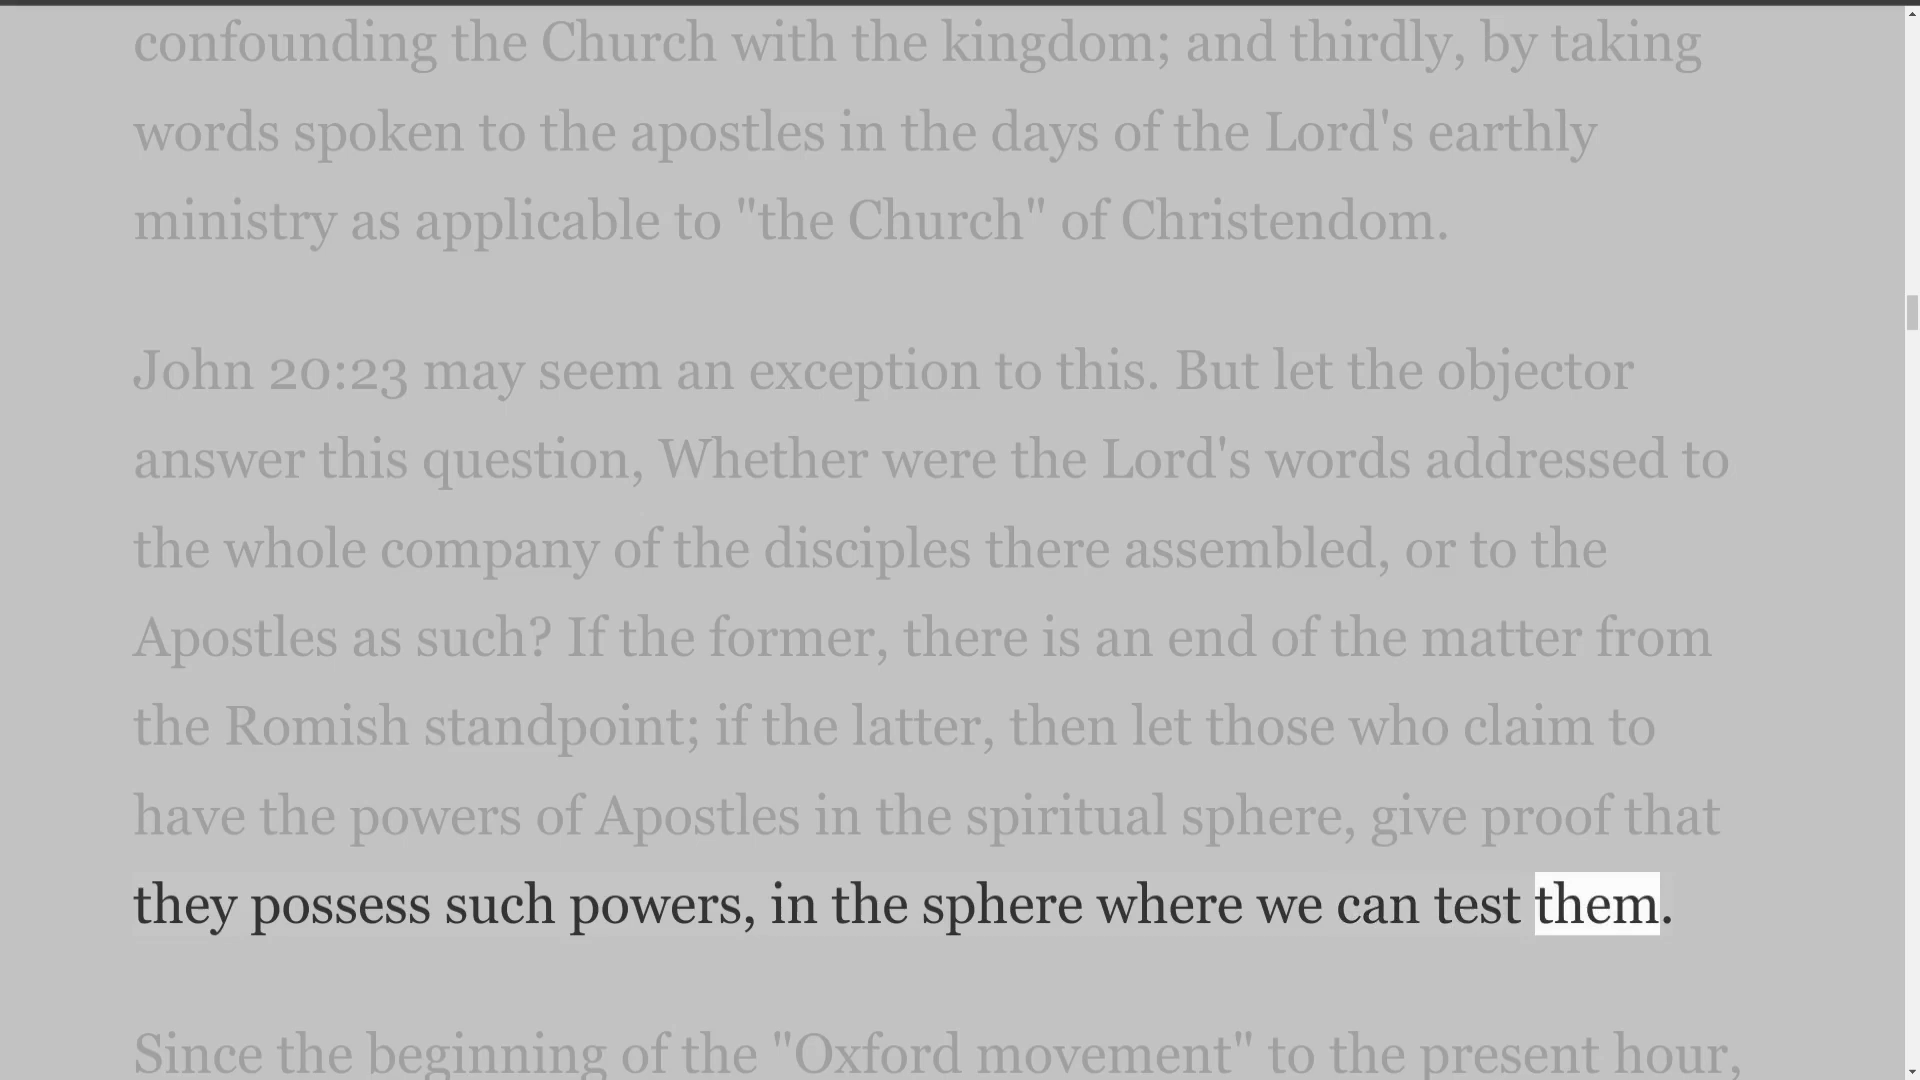 confounding the Church with the kingdom; and thirdly, by taking
words spoken to the apostles in the days of the Lord's earthly
ministry as applicable to "the Church" of Christendom.
John 20:23 may seem an exception to this. But let the objector
answer this question, Whether were the Lord's words addressed to
the whole company of the disciples there assembled, or to the
Apostles as such? If the former, there is an end of the matter from
the Romish standpoint; if the latter, then let those who claim to
have the powers of Apostles in the spiritual sphere, give proof that
they possess such powers, in the sphere where we can test them.
Since the beginning of the "Oxford movement" to the present hour,